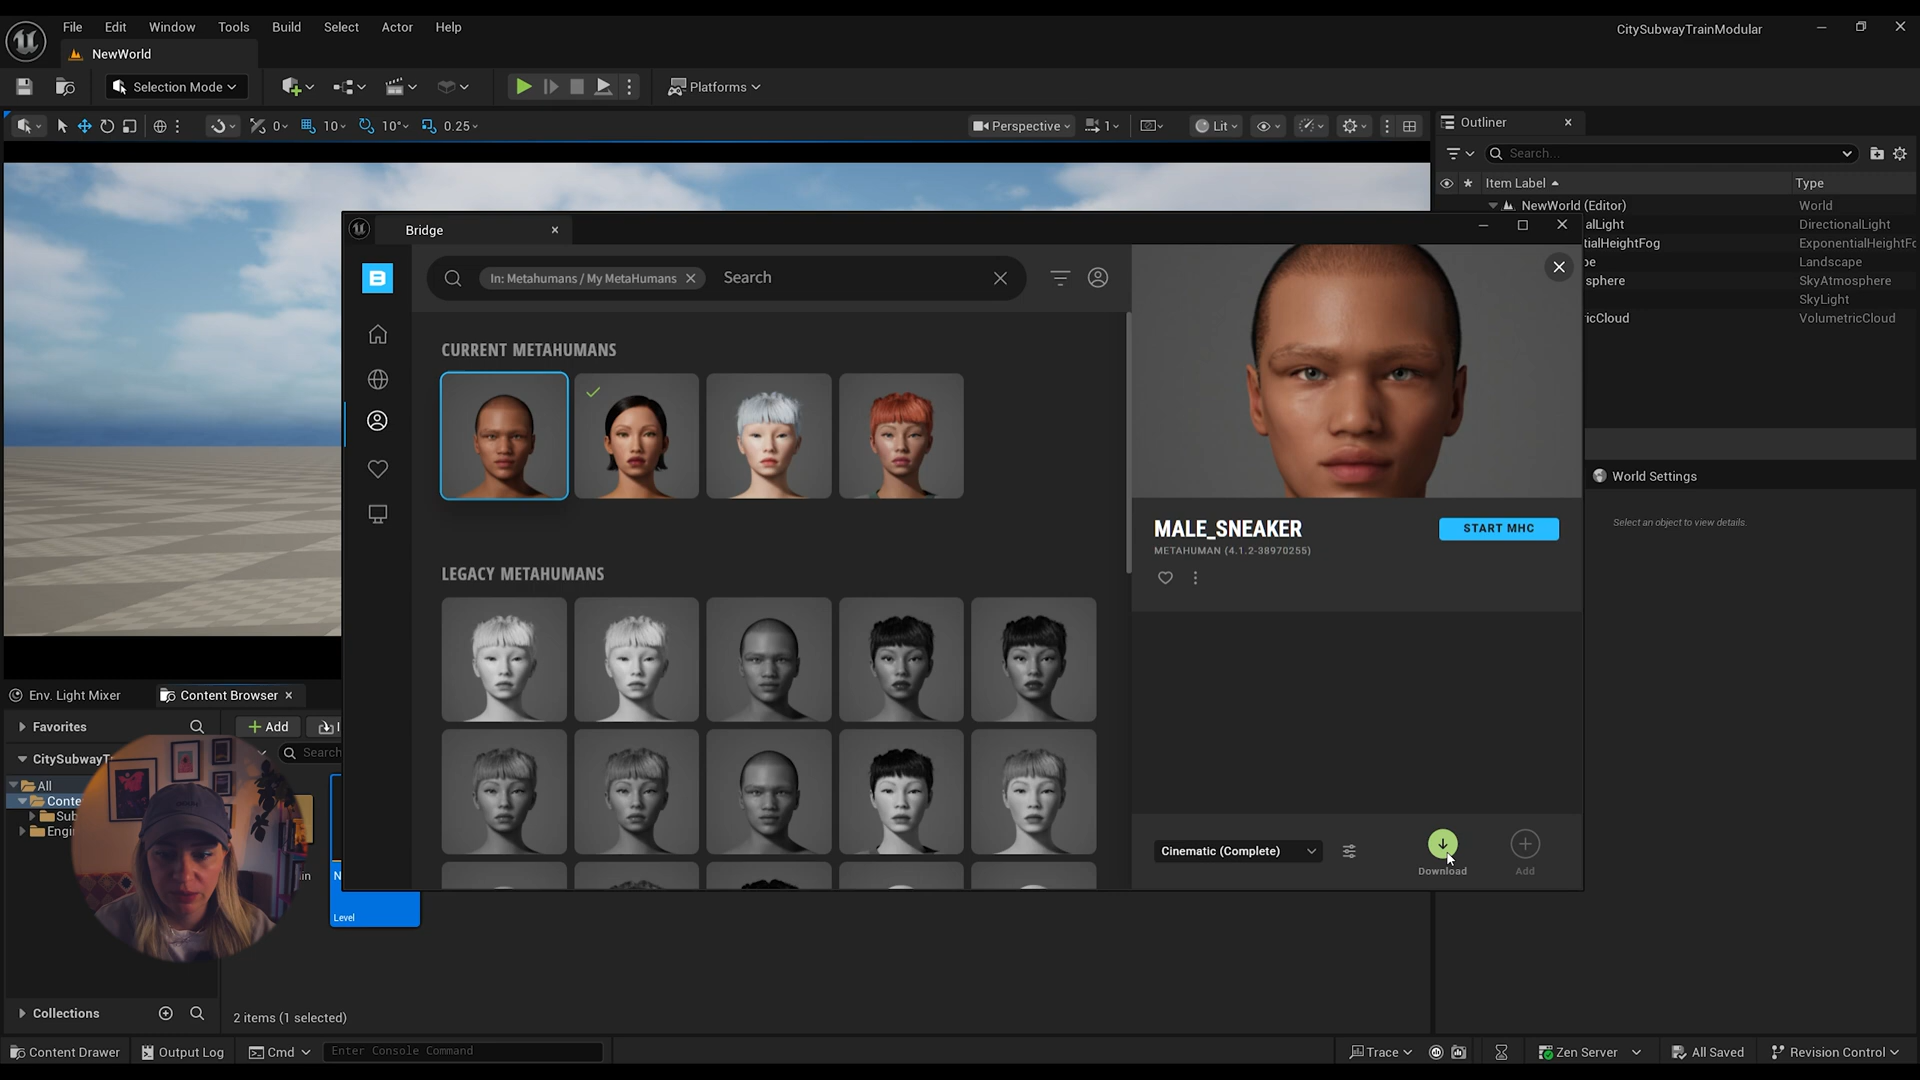 File Edit Window Tools Build Select Actor Help
CitySubwayTrainModular
NewWorld
Selection Mode
Platforms
0
10
10°
0.25
Perspective
1
Lit
Outliner
Search...
Item Label
Type
NewWorld (Editor)
World
alLight
DirectionalLight
tialHeightFog
ExponentialHeightFo
pe
Landscape
sphere
SkyAtmosphere
SkyLight
ricCloud
VolumetricCloud
World Settings
Select an object to view details.
Bridge
In: Metahumans / My MetaHumans
Search
CURRENT METAHUMANS
LEGACY METAHUMANS
MALE_SNEAKER
START MHC
METAHUMAN (4.1.2-38970255)
Cinematic (Complete)
Download
Add
Env. Light Mixer
Content Browser
Favorites
Add
CitySubwayTr
Search
All
Conte
Sub
Engi
in
N
Level
Collections
2 items (1 selected)
Content Drawer
Output Log
Cmd
Enter Console Command
Trace
Zen Server
All Saved
Revision Control